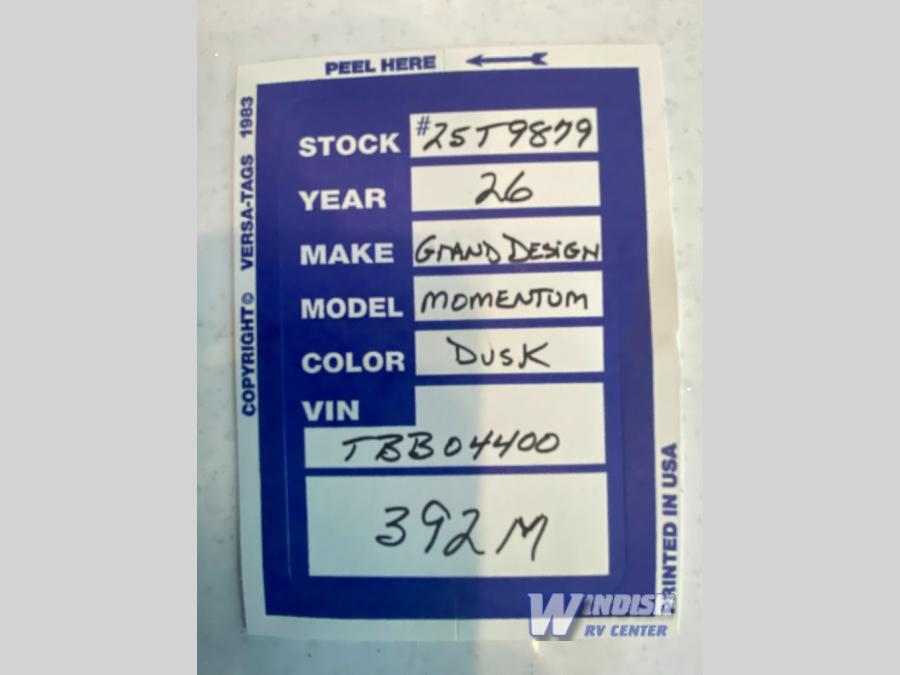 PEEL HERE
COPYRIGHT © VERSA-TAGS 1983
STOCK #25T9879
YEAR 26
MAKE GRAND DESIGN
MODEL MOMENTUM
COLOR DUSK
VIN
TBB04400
392M
PRINTED IN USA
WINDISH
RV CENTER